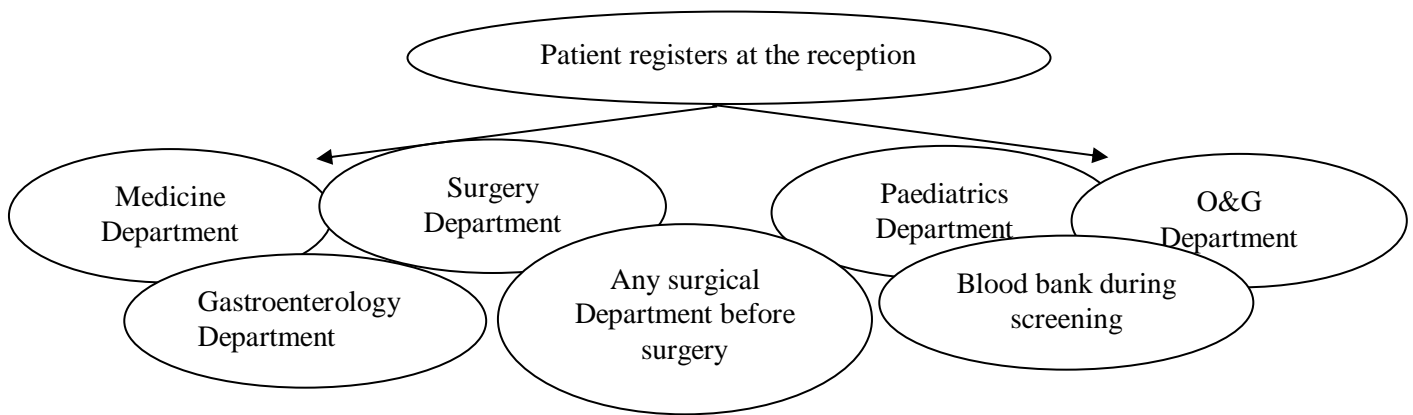 Patient registers at the reception
Medicine
Department
Surgery
Department
Paediatrics
Department
O&G
Department
Gastroenterology
Department
Any surgical
Department before
surgery
Blood bank during
screening